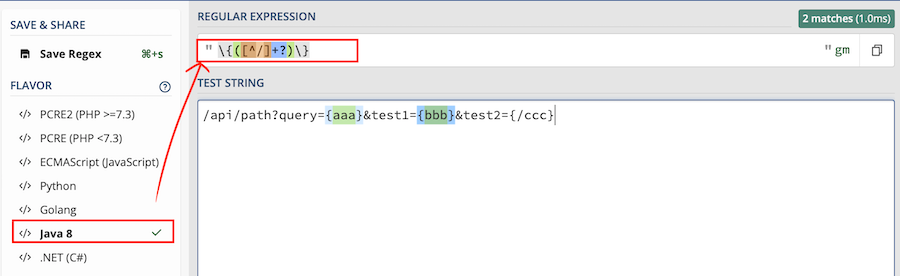 SAVE & SHARE
Save Regex ⌘+s
FLAVOR
</> PCRE2 (PHP >=7.3)
</> PCRE (PHP <7.3)
</> ECMAScript (JavaScript)
</> Python
</> Golang
</> Java 8
</> .NET (C#)
REGULAR EXPRESSION
2 matches (1.0ms)
" \{([^/]+?)\} " gm
TEST STRING
/api/path?query={aaa}&test1={bbb}&test2={/ccc}